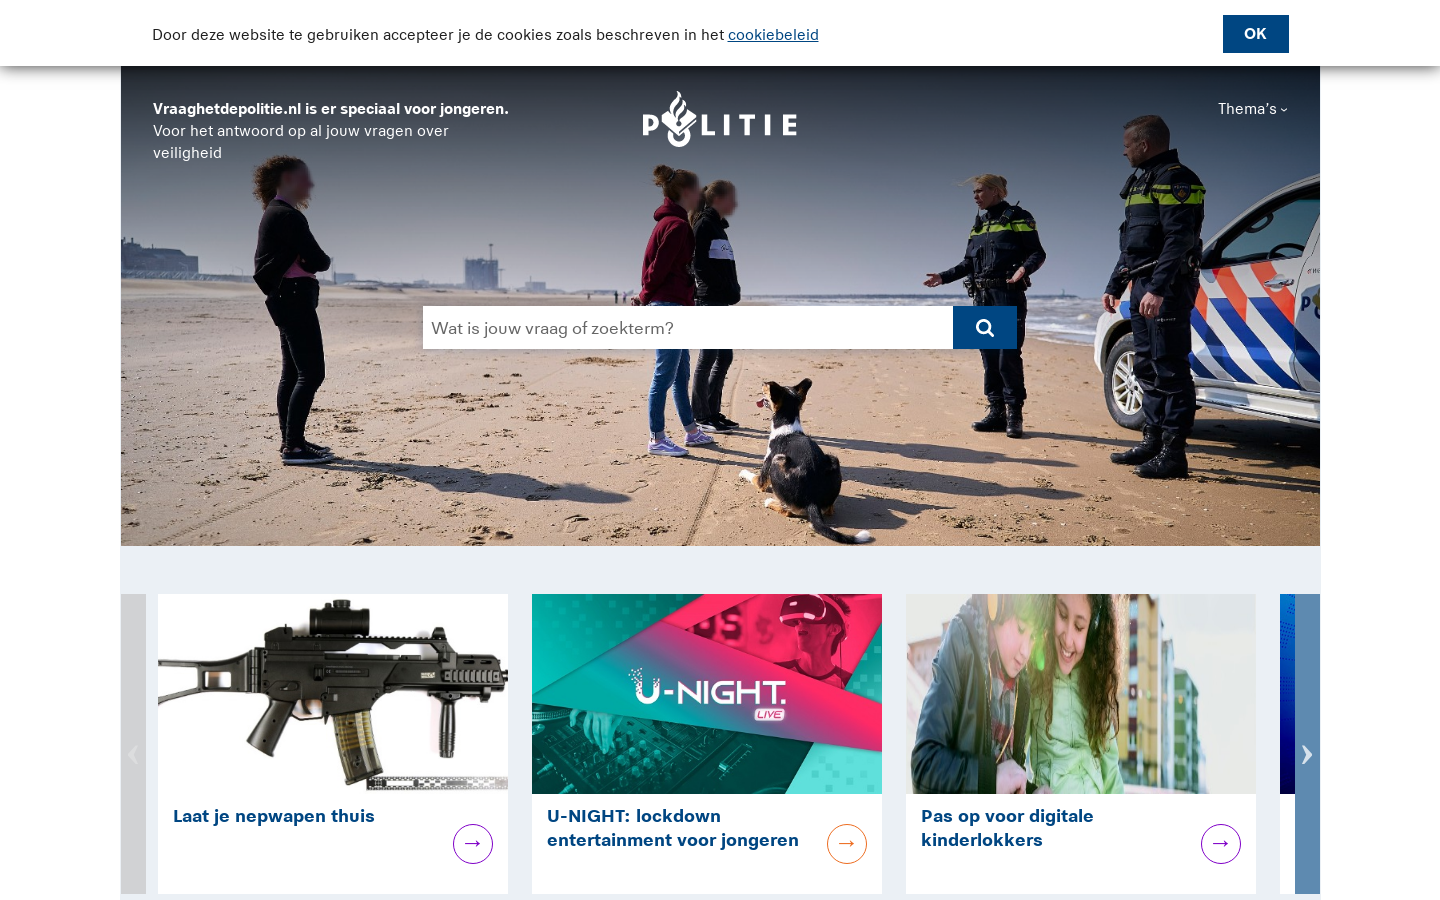 Door deze website te gebruiken accepteer je de cookies zoals beschreven in het cookiebeleid
OK
Vraaghetdepolitie.nl is er speciaal voor jongeren.
Voor het antwoord op al jouw vragen over
veiligheid
POLITIE
Thema's
Wat is jouw vraag of zoekterm?
U-NIGHT.
LIVE
Laat je nepwapen thuis
U-NIGHT: lockdown
entertainment voor jongeren
Pas op voor digitale
kinderlokkers